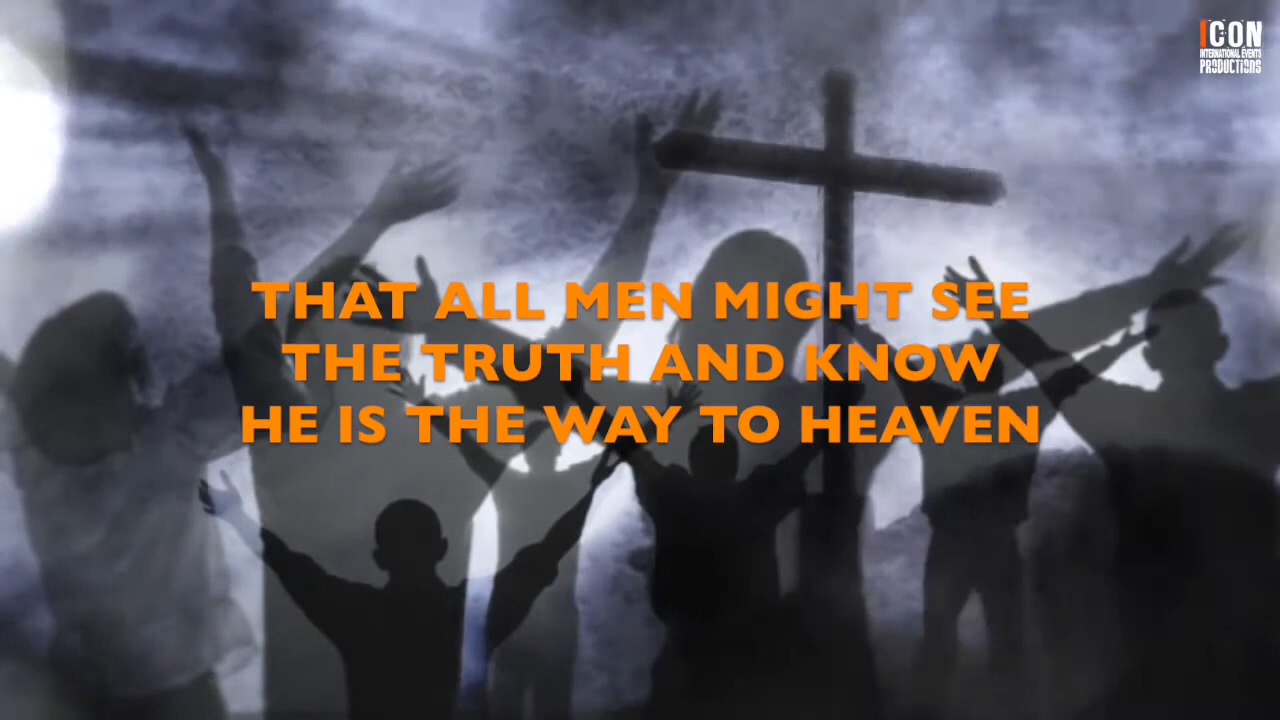 ICON
INTERNATIONAL EVENTS
PRODUCTIONS
THAT ALL MEN MIGHT SEE
THE TRUTH AND KNOW
HE IS THE WAY TO HEAVEN